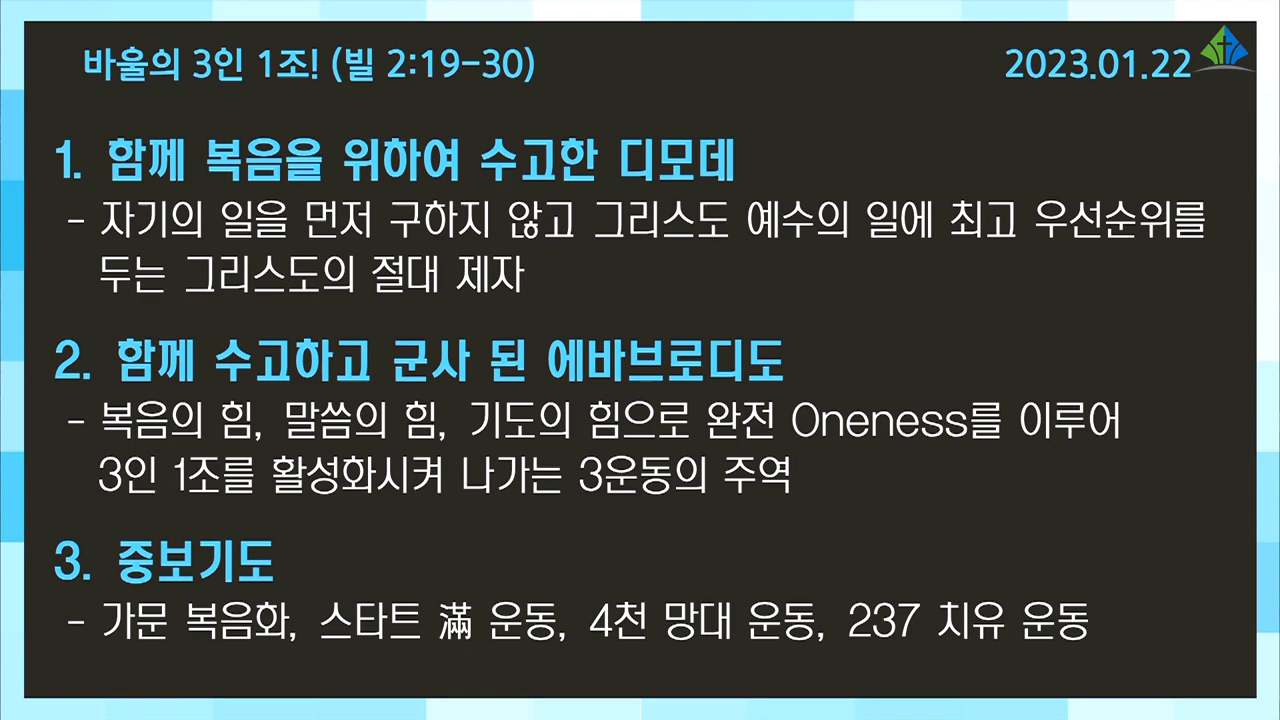 바울의 3인 1조! (빌 2:19-30)
2023.01.22
1. 함께 복음을 위하여 수고한 디모데
- 자기의 일을 먼저 구하지 않고 그리스도 예수의 일에 최고 우선순위를
두는 그리스도의 절대 제자
2. 함께 수고하고 군사 된 에바브로디도
- 복음의 힘, 말씀의 힘, 기도의 힘으로 완전 Oneness를 이루어
3인 1조를 활성화시켜 나가는 3운동의 주역
3. 중보기도
- 가문 복음화, 스타트 滿 운동, 4천 망대 운동, 237 치유 운동